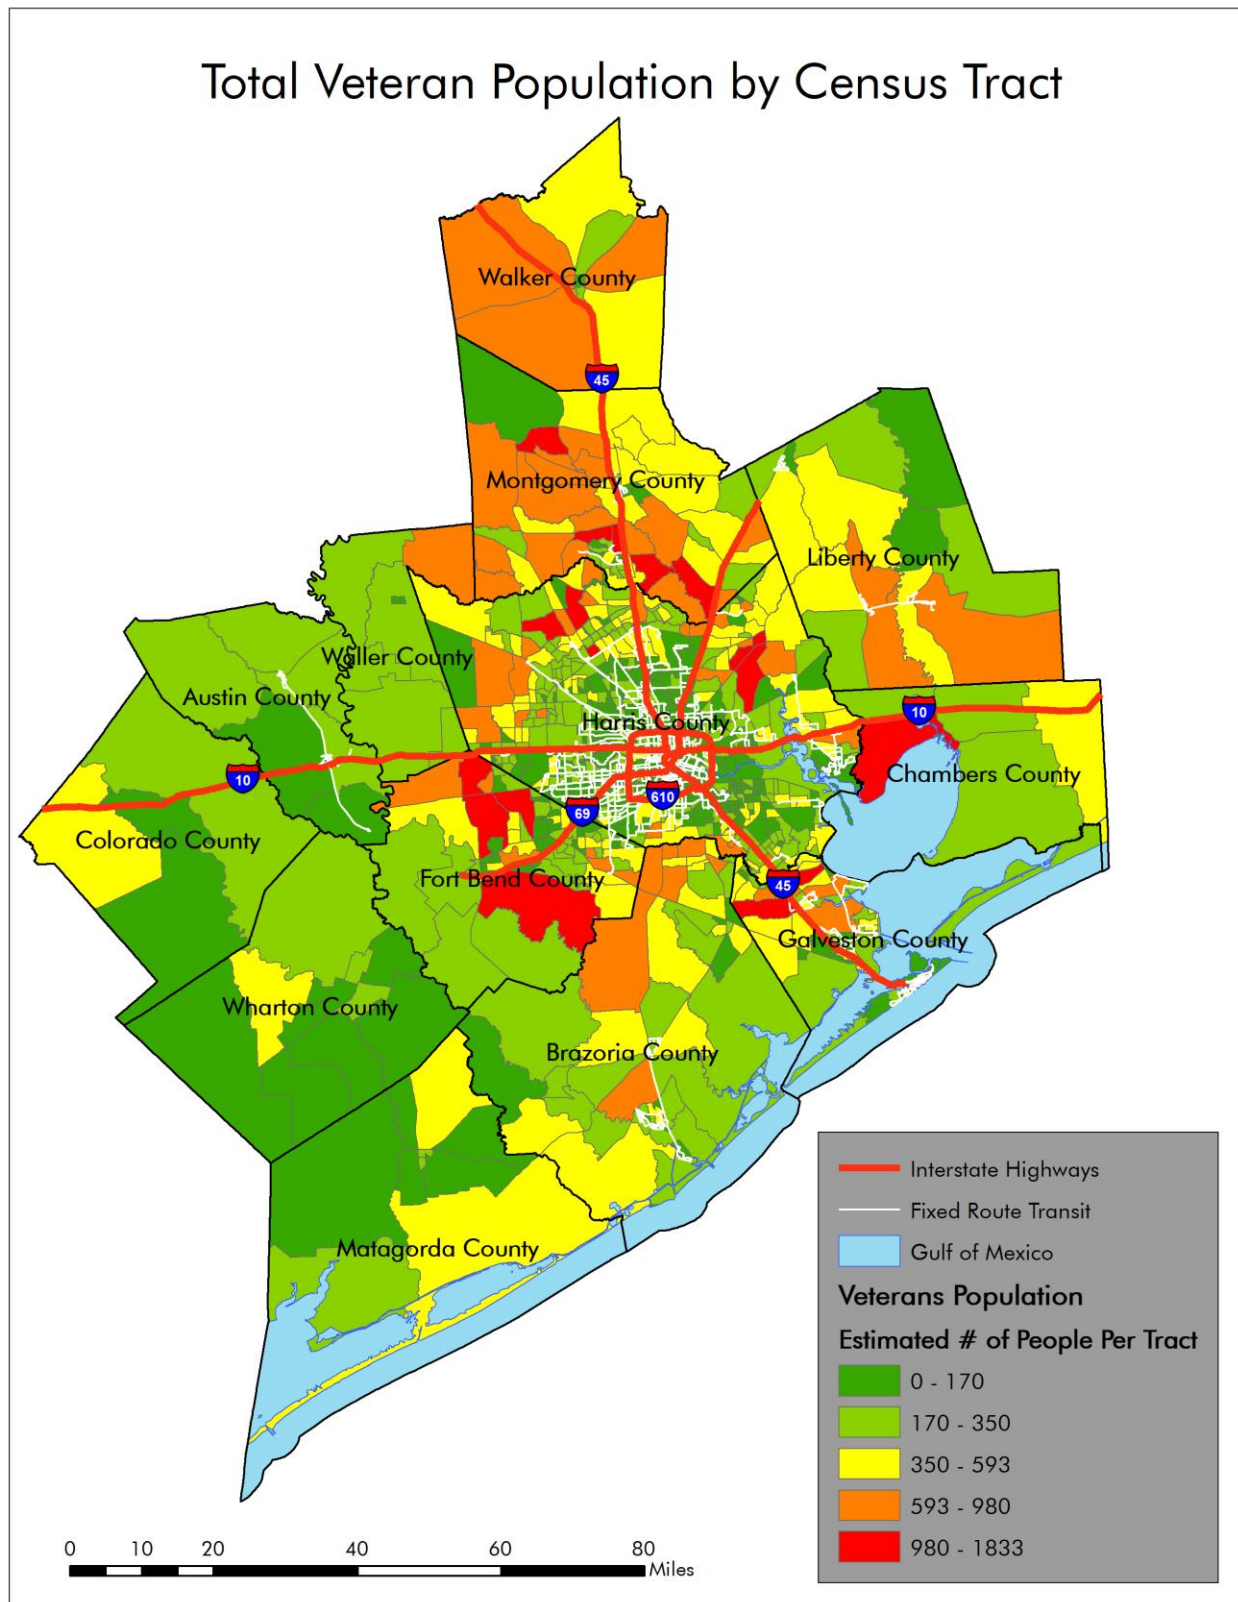 Total Veteran Population by Census Tract
Walker County
45
Montgomery County
Liberty County
Waller County
Austin County
Harris County
10
10
Chambers County
69
610
Colorado County
Fort Bend County
45
Galveston County
Wharton County
Brazoria County
Matagorda County
Interstate Highways
Fixed Route Transit
Gulf of Mexico
Veterans Population
Estimated # of People Per Tract
0 - 170
170 - 350
350 - 593
593 - 980
980 - 1833
0 10 20 40 60 80
Miles